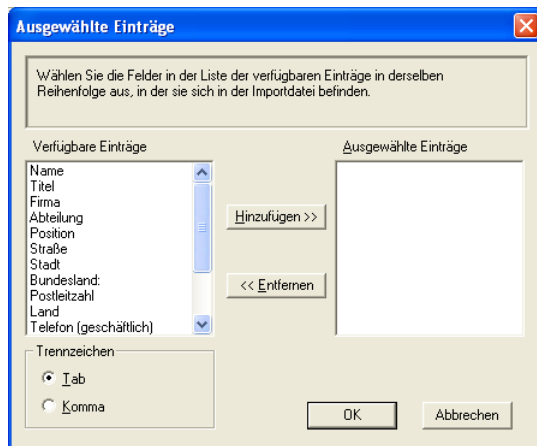 Ausgewählte Einträge
Wählen Sie die Felder in der Liste der verfügbaren Einträge in derselben
Reihenfolge aus, in der sie sich in der Importdatei befinden.
Verfügbare Einträge
Name
Titel
Firma
Abteilung
Position
Straße
Stadt
Bundesland:
Postleitzahl
Land
Telefon (geschäftlich)
Hinzufügen >>
<< Entfernen
Ausgewählte Einträge
Trennzeichen
Tab
Komma
OK
Abbrechen